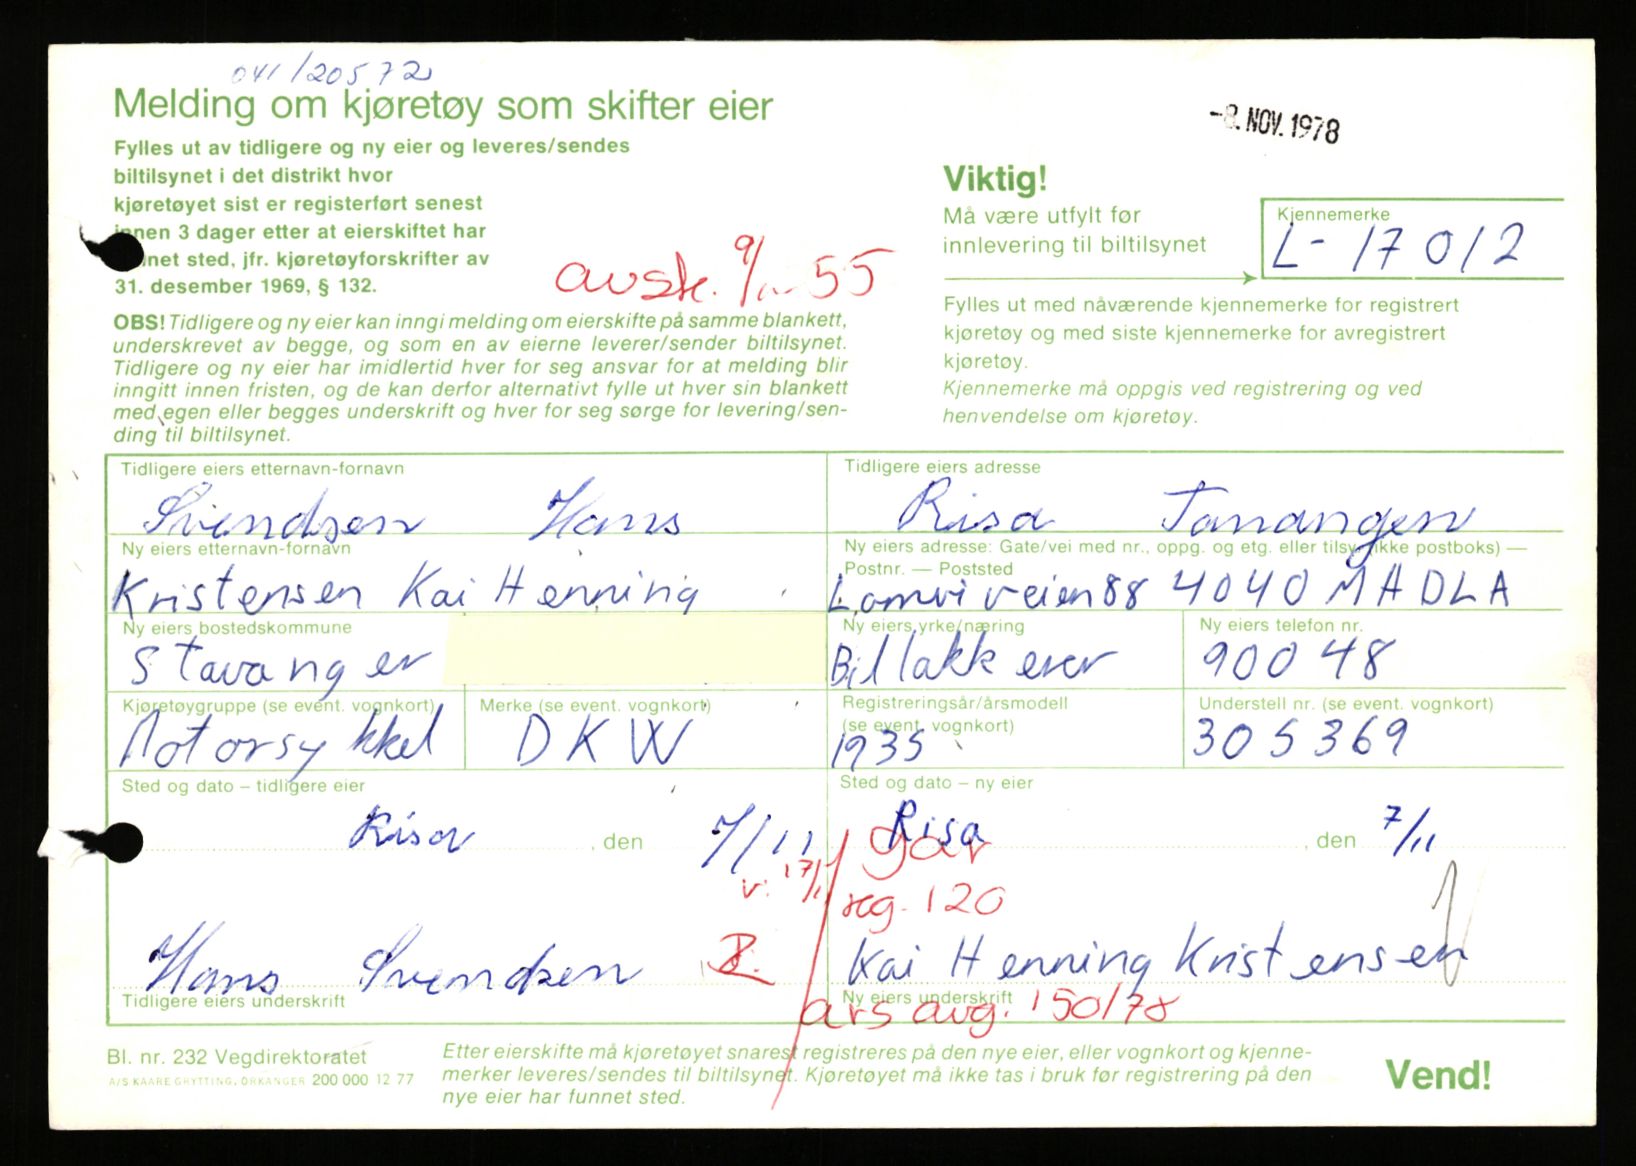 041/20572
Melding om kjøretøy som skifter eier
-8. NOV. 1978
Fylles ut av tidligere og ny eier og leveres/sendes
biltilsynet i det distrikt hvor
kjøretøyet sist er registerført senest
innen 3 dager etter at eierskiftet har
net sted, jfr. kjøretøyforskrifter av
31. desember 1969, § 132.
avsk. 9/11-55
Viktig!
Må være utfylt før
innlevering til biltilsynet
Kjennemerke
L-17012
OBS! Tidligere og ny eier kan inngi melding om eierskifte på samme blankett,
underskrevet av begge, og som en av eierne leverer/sender biltilsynet.
Tidligere og ny eier har imidlertid hver for seg ansvar for at melding blir
inngitt innen fristen, og de kan derfor alternativt fylle ut hver sin blankett
med egen eller begges underskrift og hver for seg sørge for levering/sen-
ding til biltilsynet.
Fylles ut med nåværende kjennemerke for registrert
kjøretøy og med siste kjennemerke for avregistrert
kjøretøy.
Kjennemerke må oppgis ved registrering og ved
henvendelse om kjøretøy.
Tidligere eiers etternavn-fornavn
Svendsen Hans
Tidligere eiers adresse
Risa Tananger
Ny eiers etternavn-fornavn
Kristensen Kai Henning
Ny eiers adresse: Gate/vei med nr., oppg. og etg. eller tilsv. (ikke postboks) —
Postnr. — Poststed
Lomviveien 88 4040 MADLA
Ny eiers bostedskommune
Stavanger
Ny eiers yrke/næring
Billakkerer
Ny eiers telefon nr.
90048
Kjøretøygruppe (se event. vognkort)
Motorsykkel
Merke (se event. vognkort)
DKW
Registreringsår/årsmodell
(se event. vognkort)
1935
Understell nr. (se event. vognkort)
305369
Sted og dato – tidligere eier
Risa , den 7/11
Sted og dato – ny eier
Risa , den 7/11
v: 17/11
reg. 120
Hans Svendsen
Tidligere eiers underskrift
Kai Henning Kristensen
Ny eiers underskrift
års avg. 150/78
Bl. nr. 232 Vegdirektoratet
A/S KAARE GRYTTING, ORKANGER 200 000 12 77
Etter eierskifte må kjøretøyet snarest registreres på den nye eier, eller vognkort og kjenne-
merker leveres/sendes til biltilsynet. Kjøretøyet må ikke tas i bruk før registrering på den
nye eier har funnet sted.
Vend!